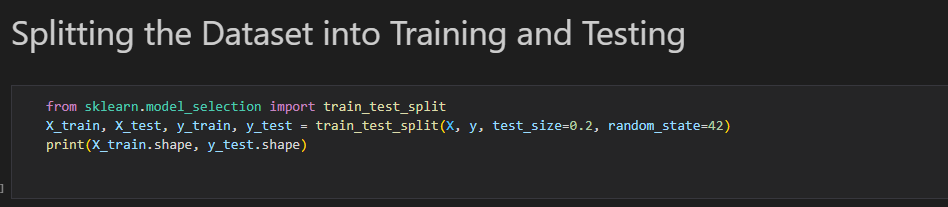 Splitting the Dataset into Training and Testing
from sklearn.model_selection import train_test_split
X_train, X_test, y_train, y_test = train_test_split(X, y, test_size=0.2, random_state=42)
print(X_train.shape, y_test.shape)
]